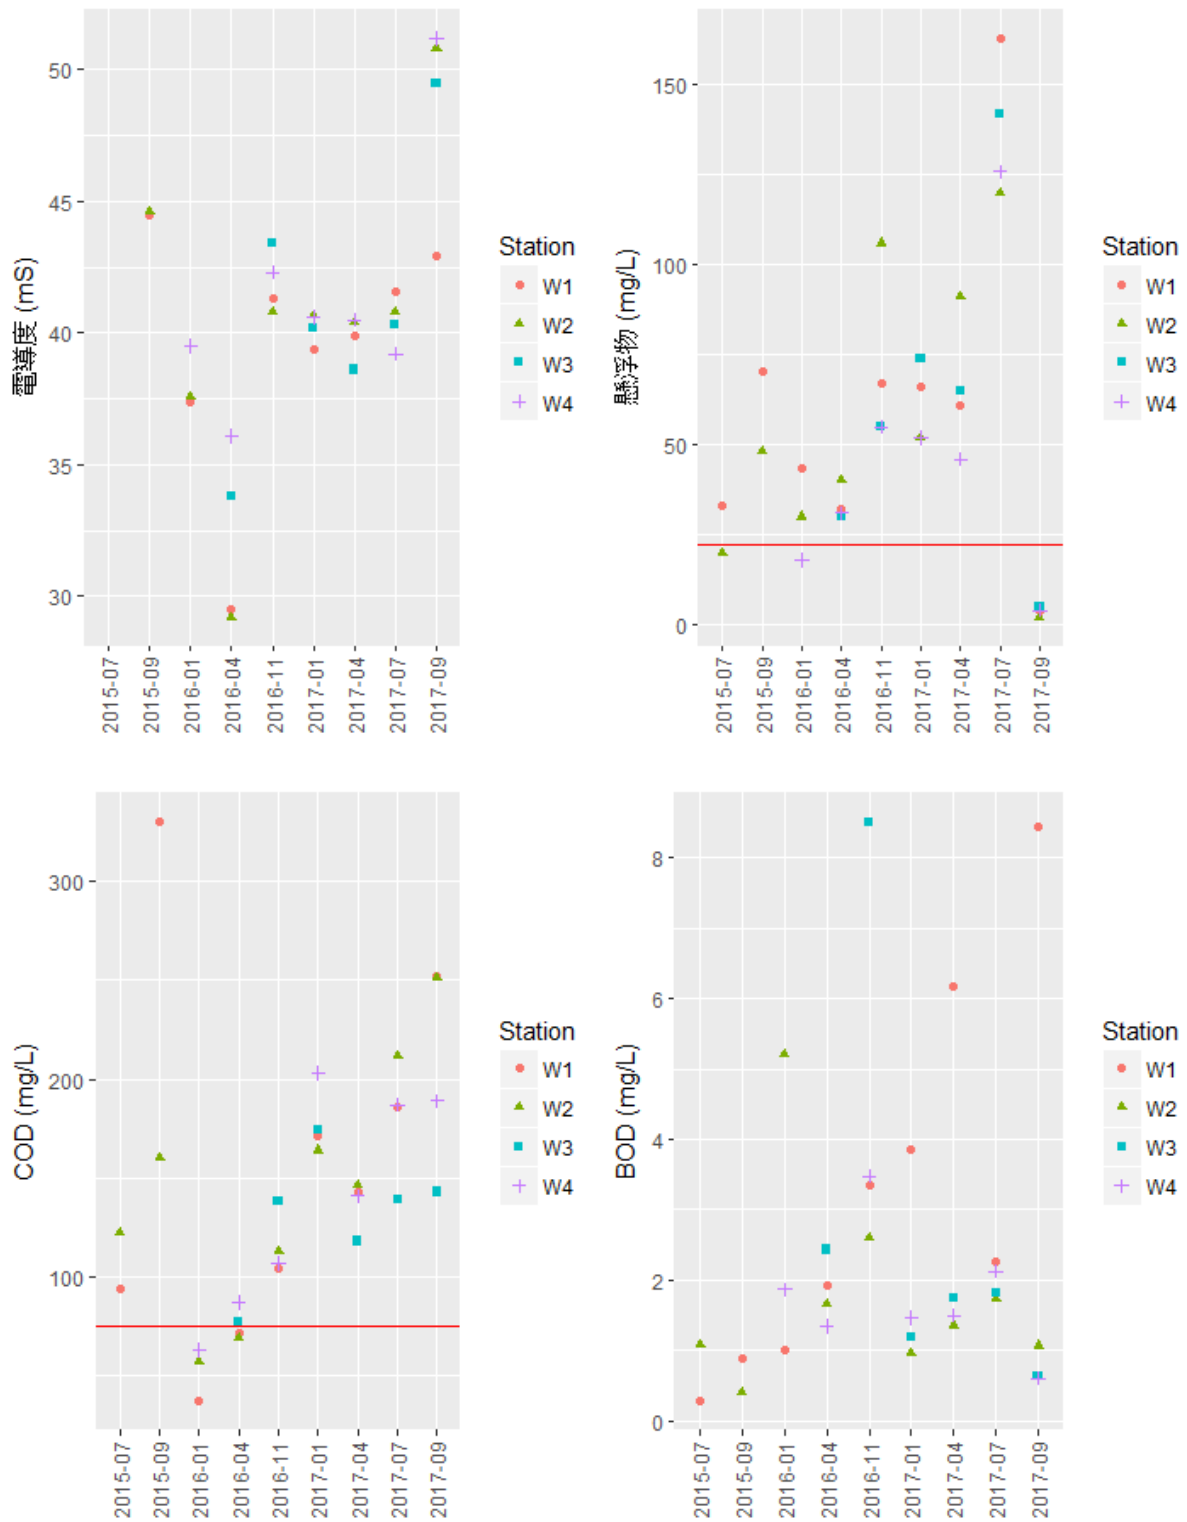 電導度 (mS)
50
45
40
35
30
2015-07
2015-09
2016-01
2016-04
2016-11
2017-01
2017-04
2017-07
2017-09
Station
W1
W2
W3
W4
懸浮物 (mg/L)
150
100
50
0
2015-07
2015-09
2016-01
2016-04
2016-11
2017-01
2017-04
2017-07
2017-09
Station
W1
W2
W3
W4
COD (mg/L)
300
200
100
2015-07
2015-09
2016-01
2016-04
2016-11
2017-01
2017-04
2017-07
2017-09
Station
W1
W2
W3
W4
BOD (mg/L)
8
6
4
2
0
2015-07
2015-09
2016-01
2016-04
2016-11
2017-01
2017-04
2017-07
2017-09
Station
W1
W2
W3
W4